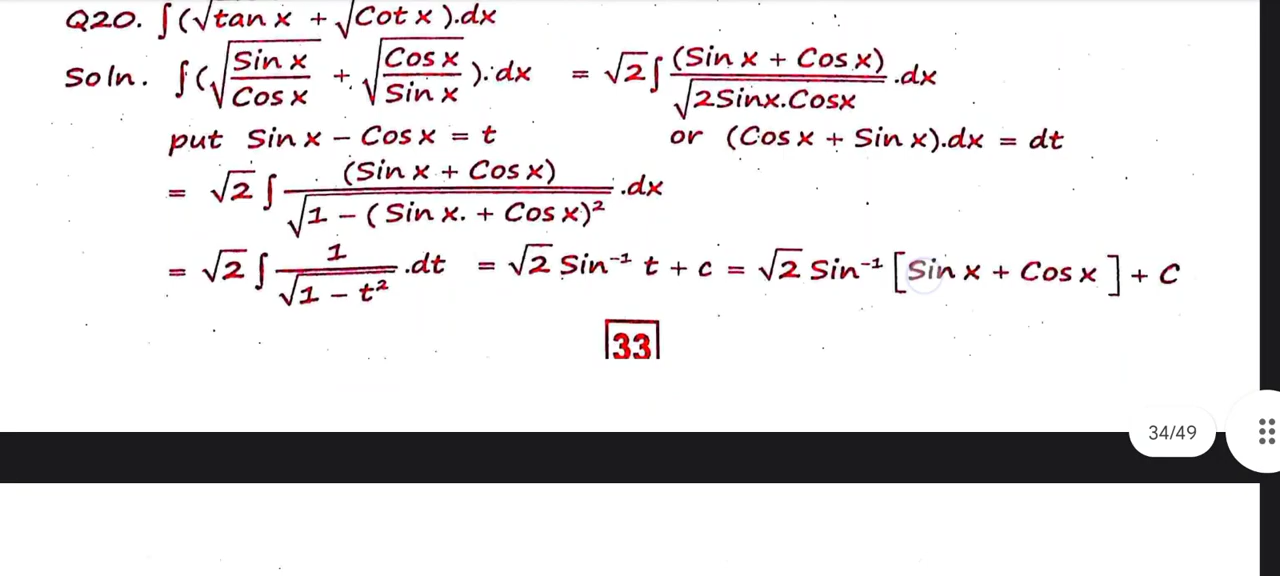 Q20. ∫(√tan x + √Cot x).dx
Soln. ∫(√(Sin x / Cos x) + √(Cos x / Sin x)).dx = √2∫ (Sin x + Cos x) / √(2Sinx.Cosx) .dx
put Sin x − Cos x = t or (Cos x + Sin x).dx = dt
= √2 ∫ (Sin x + Cos x) / √(1 − (Sin x. + Cos x)²) .dx
= √2 ∫ 1 / √(1 − t²) .dt = √2 Sin⁻¹ t + c = √2 Sin⁻¹ [Sin x + Cos x] + C
33
34/49